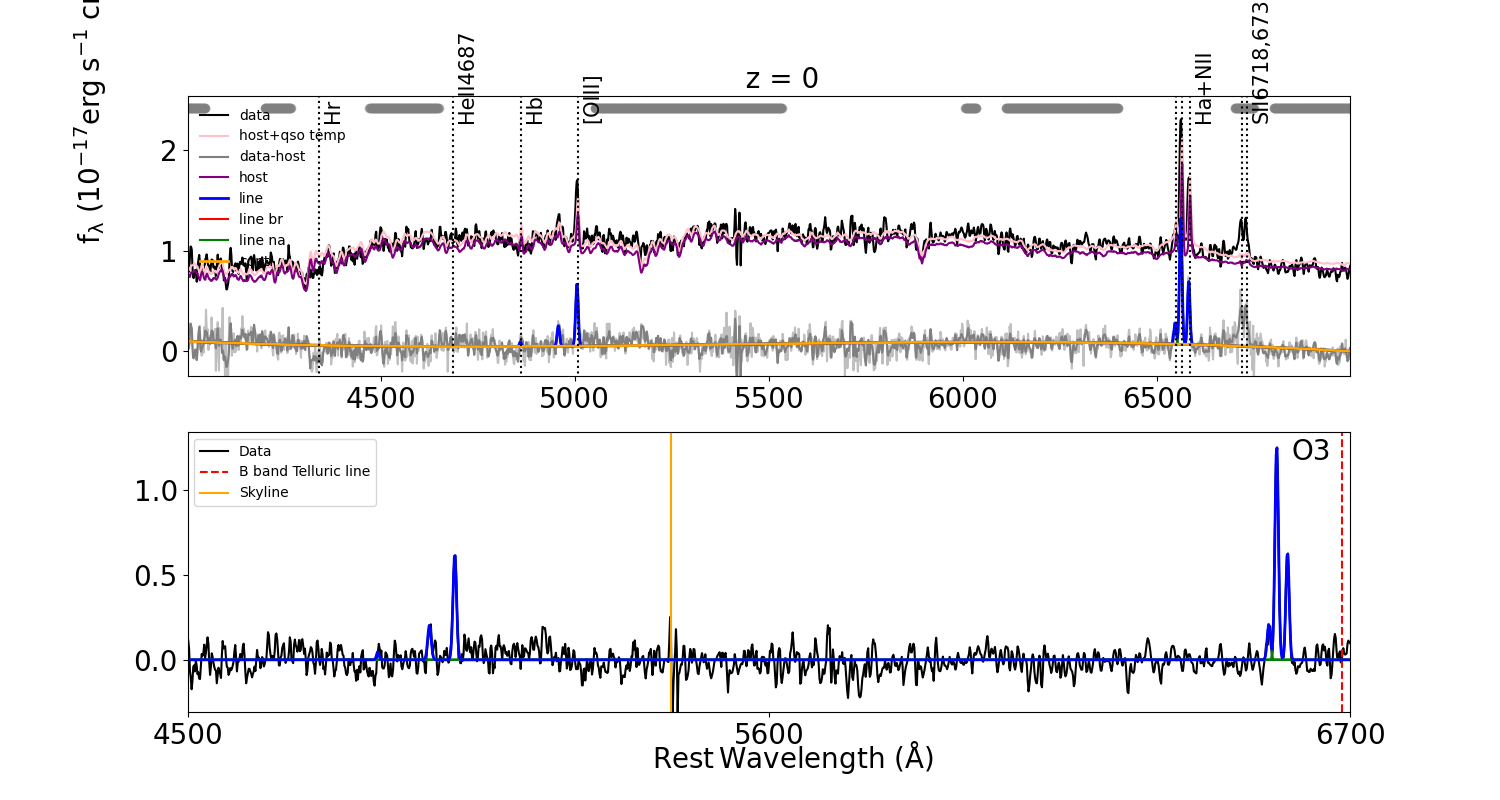 z = 0
fλ (10−17erg s−1 c
Hr
HeII4687
Hb
[OIII]
Ha+NII
SII6718,673
data
host+qso temp
data-host
host
line
line br
line na
2
1
0
4500 5000 5500 6000 6500
Data
B band Telluric line
Skyline
O3
1.0
0.5
0.0
4500 5600 6700
Rest Wavelength (Å)